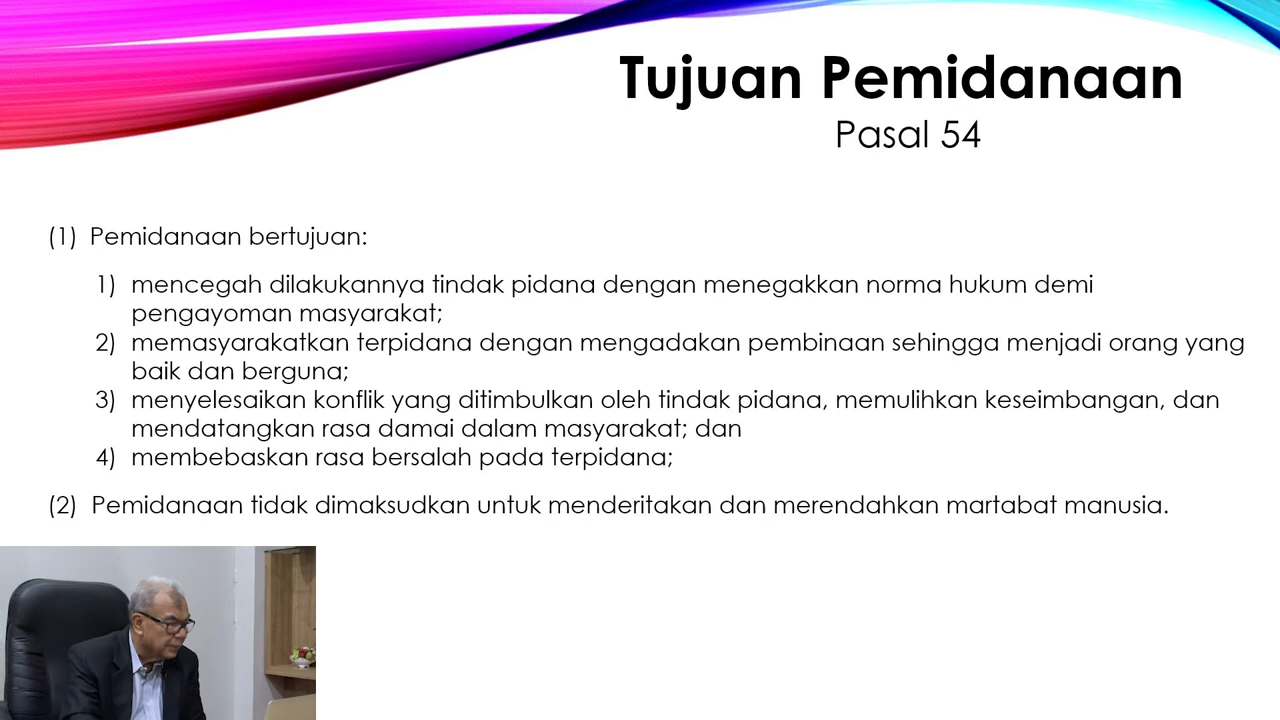 Tujuan Pemidanaan
Pasal 54
(1) Pemidanaan bertujuan:
1) mencegah dilakukannya tindak pidana dengan menegakkan norma hukum demi
pengayoman masyarakat;
2) memasyarakatkan terpidana dengan mengadakan pembinaan sehingga menjadi orang yang
baik dan berguna;
3) menyelesaikan konflik yang ditimbulkan oleh tindak pidana, memulihkan keseimbangan, dan
mendatangkan rasa damai dalam masyarakat; dan
4) membebaskan rasa bersalah pada terpidana;
(2) Pemidanaan tidak dimaksudkan untuk menderitakan dan merendahkan martabat manusia.